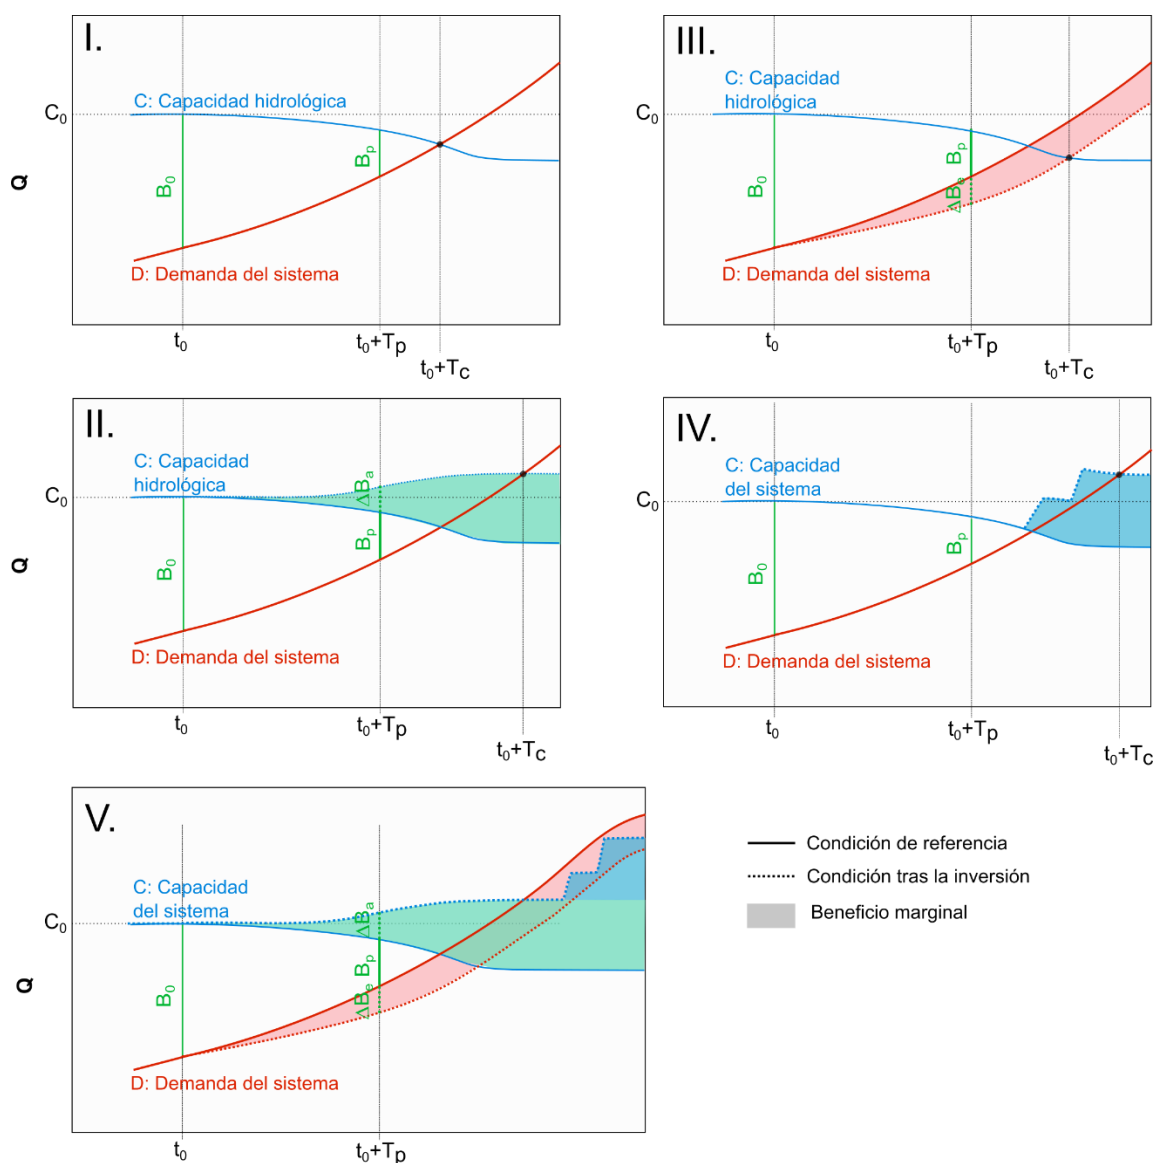 I.
C: Capacidad hidrológica
C₀
Q
B₀
Bₚ
D: Demanda del sistema
t₀
t₀+Tp
t₀+Tc
III.
C: Capacidad
hidrológica
C₀
B₀
Bₚ
ΔBₑ
D: Demanda del sistema
t₀
t₀+Tp
t₀+Tc
II.
C: Capacidad
hidrológica
C₀
Q
B₀
ΔBₐ
Bₚ
D: Demanda del sistema
t₀
t₀+Tp
t₀+Tc
IV.
C: Capacidad
del sistema
C₀
B₀
Bₚ
D: Demanda del sistema
t₀
t₀+Tp
t₀+Tc
V.
C: Capacidad
del sistema
C₀
Q
B₀
ΔBₐ
Bₚ
ΔBₑ
D: Demanda del sistema
t₀
t₀+Tp
Condición de referencia
Condición tras la inversión
Beneficio marginal